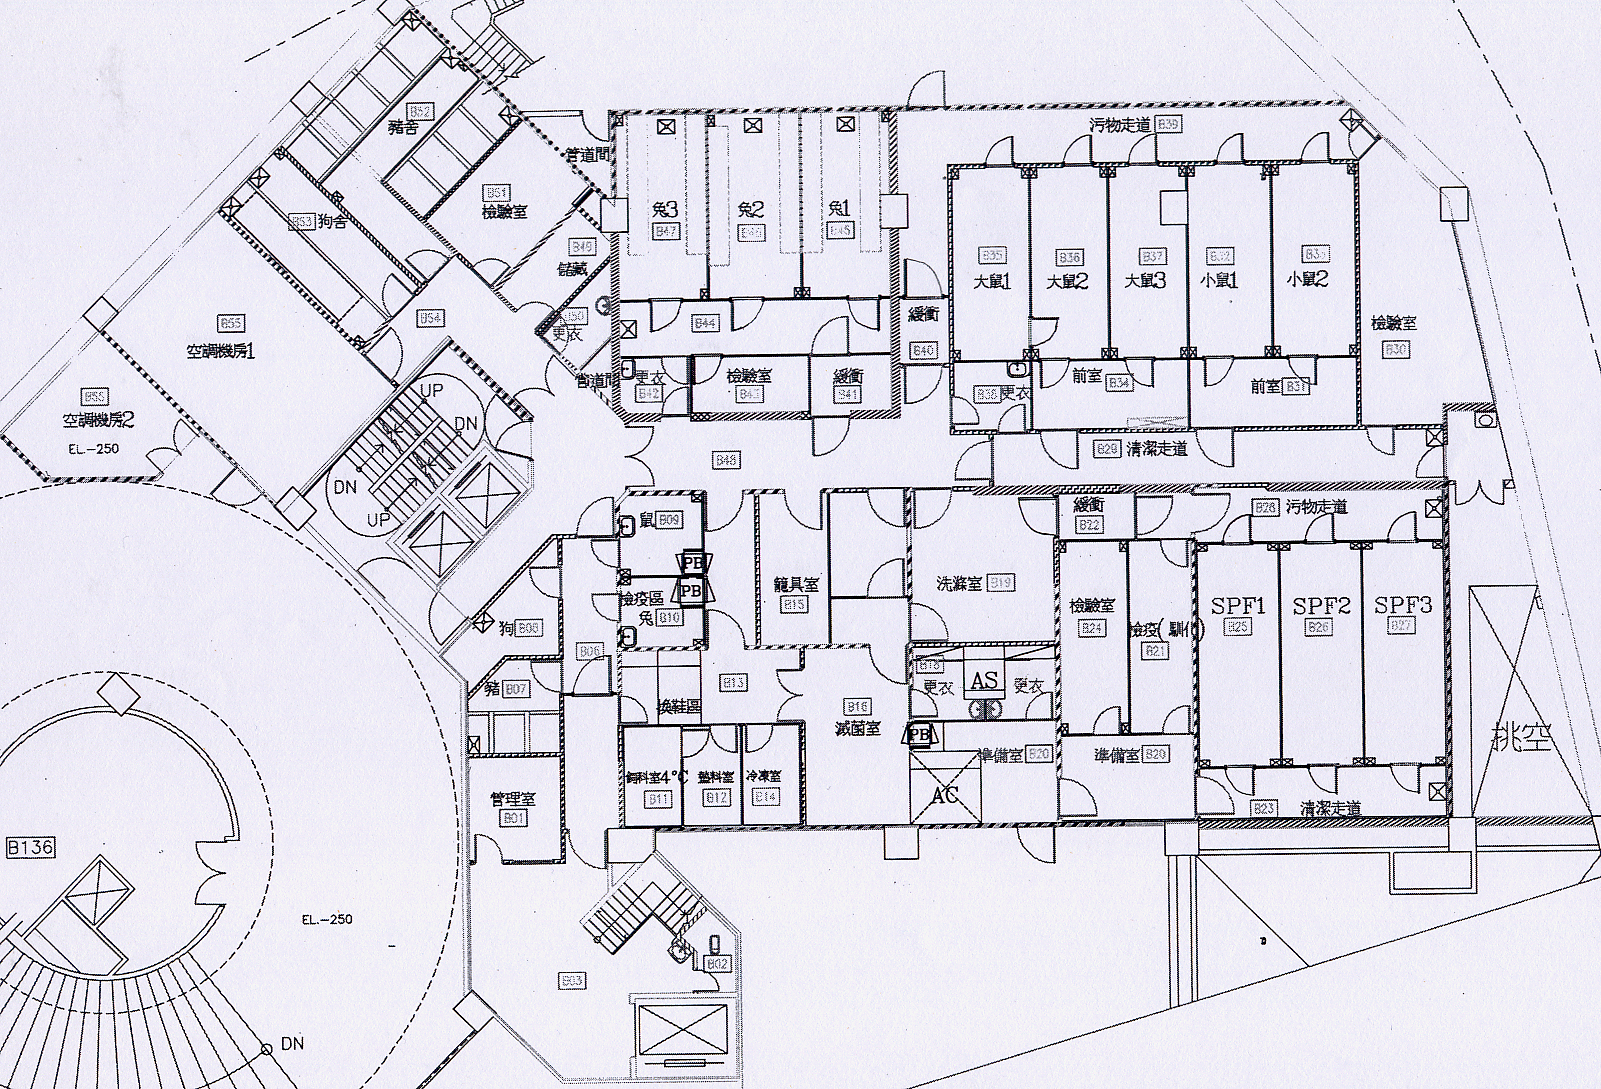 B52
豬舍
管道間
污物走道 B39
B51
檢驗室
B53 狗舍
兔3
B47
兔2
B46
兔1
B45
B49
儲藏
B50
更衣
B35
大鼠1
B36
大鼠2
B37
大鼠3
小鼠1
小鼠2
檢驗室
B30
緩衝
B40
B54
B44
B55
空調機房1
管道間
更衣
B42
檢驗室
B43
緩衝
B41
B38 更衣
前室 B34
前室 B31
空調機房2
EL.-250
UP
DN
DN
UP
B48
B29 清潔走道
鼠 B09
PB
PB
檢疫區
兔 B10
籠具室
B15
洗滌室 B19
緩衝
B22
B28 污物走道
檢驗室
B24
B21
SPF1
B25
SPF2
B26
SPF3
B27
狗 B08
B06
豬 B07
B13
換鞋區
B16
滅菌室
B18
更衣
AS
更衣
PB
準備室 B20
準備室 B20
AC
挑空
飼料室4°C
B11
墊料室
B12
冷凍室
B14
管理室
B01
B23 清潔走道
B136
EL.-250
B02
B03
DN